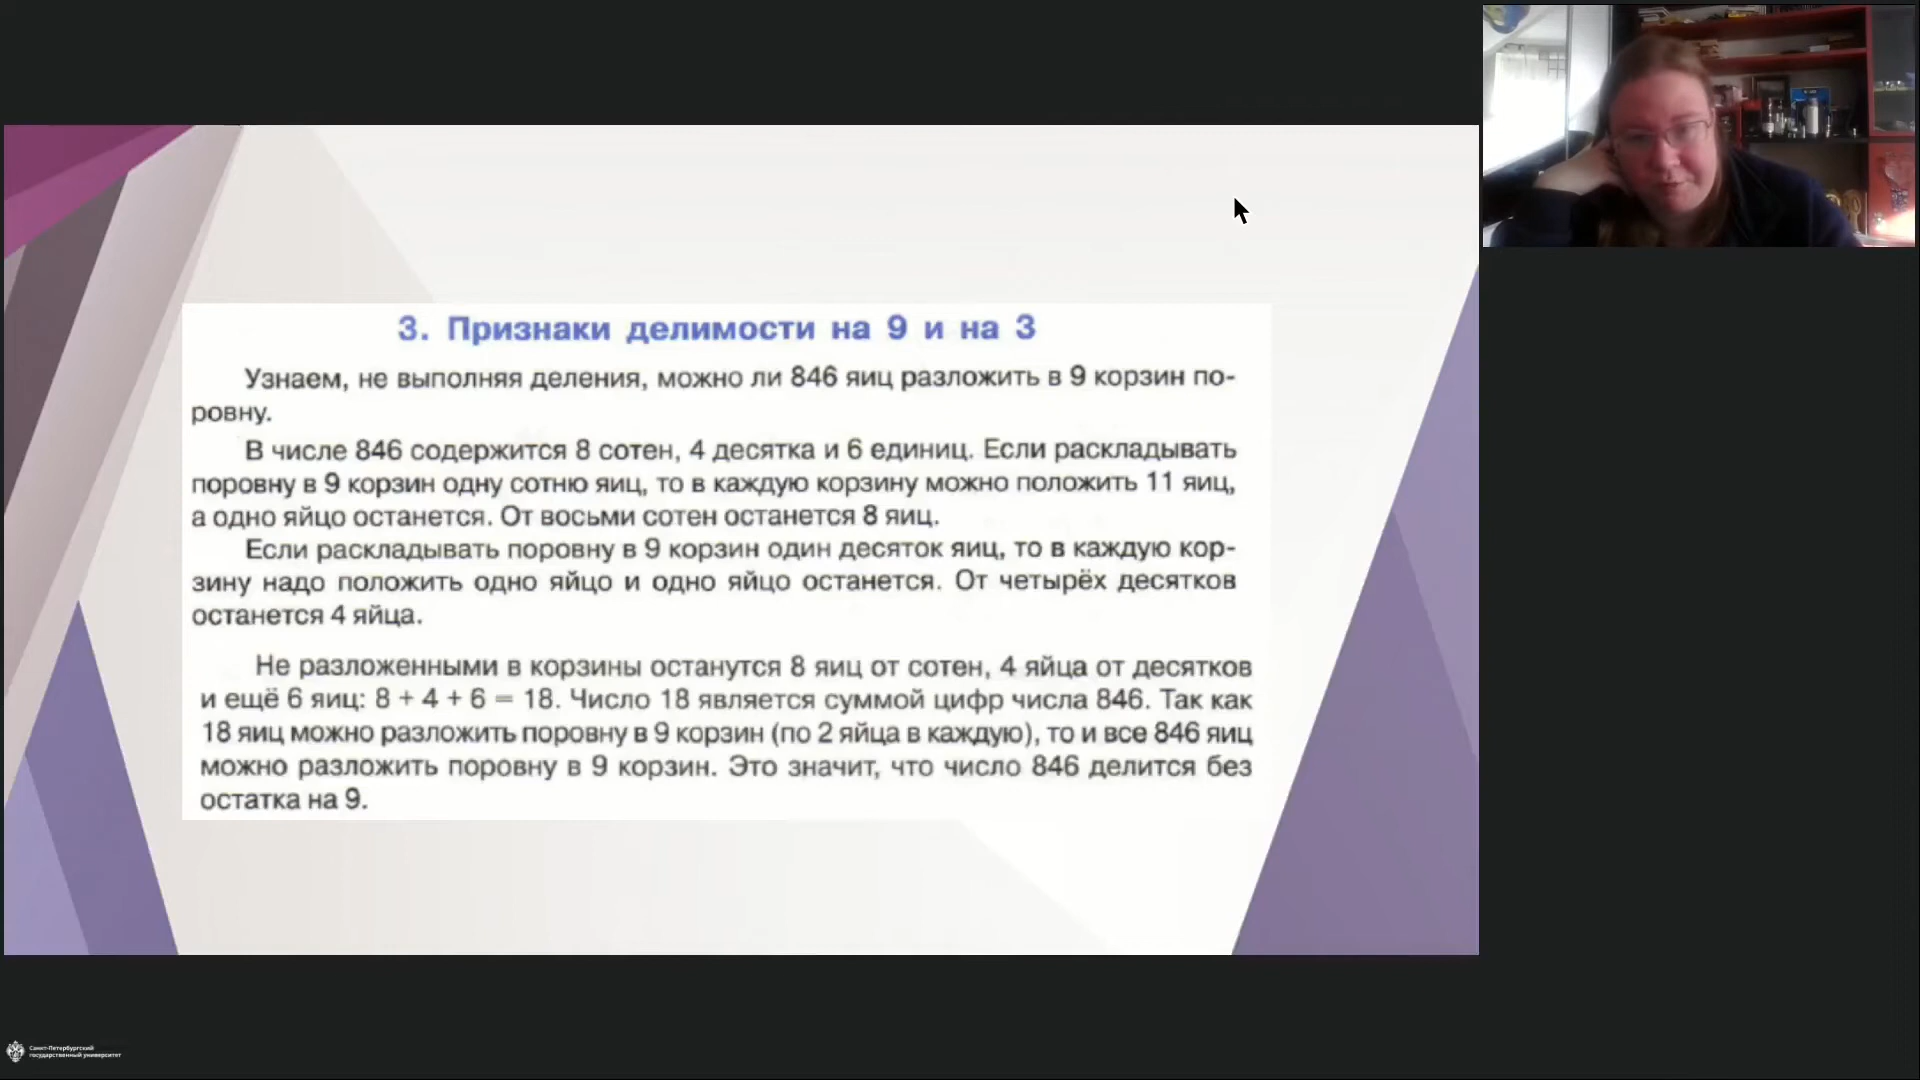 3. Признаки делимости на 9 и на 3
Узнаем, не выполняя деления, можно ли 846 яиц разложить в 9 корзин по-
ровну.
В числе 846 содержится 8 сотен, 4 десятка и 6 единиц. Если раскладывать
поровну в 9 корзин одну сотню яиц, то в каждую корзину можно положить 11 яиц,
а одно яйцо останется. От восьми сотен останется 8 яиц.
Если раскладывать поровну в 9 корзин один десяток яиц, то в каждую кор-
зину надо положить одно яйцо и одно яйцо останется. От четырёх десятков
останется 4 яйца.
Не разложенными в корзины останутся 8 яиц от сотен, 4 яйца от десятков
и ещё 6 яиц: 8 + 4 + 6 = 18. Число 18 является суммой цифр числа 846. Так как
18 яиц можно разложить поровну в 9 корзин (по 2 яйца в каждую), то и все 846 яиц
можно разложить поровну в 9 корзин. Это значит, что число 846 делится без
остатка на 9.
Санкт-Петербургский
государственный университет